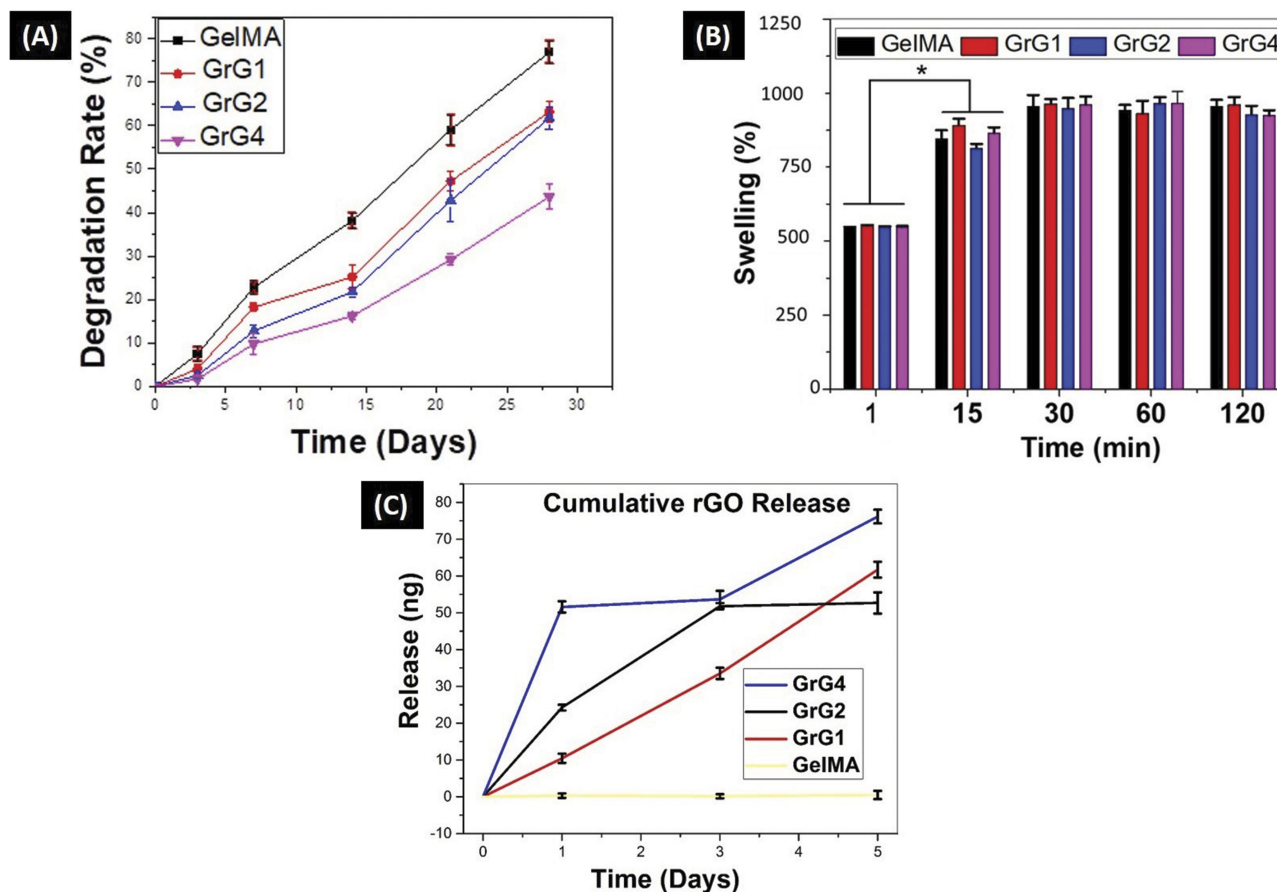 (A)
Degradation Rate (%)
80
70
60
50
40
30
20
10
0
GelMA
GrG1
GrG2
GrG4
0 5 10 15 20 25 30
Time (Days)
(B)
Swelling (%)
1250
1000
750
500
250
0
GelMA GrG1 GrG2 GrG4
*
1 15 30 60 120
Time (min)
(C)
Cumulative rGO Release
Release (ng)
80
70
60
50
40
30
20
10
0
-10
GrG4
GrG2
GrG1
GelMA
0 1 2 3 4 5
Time (Days)